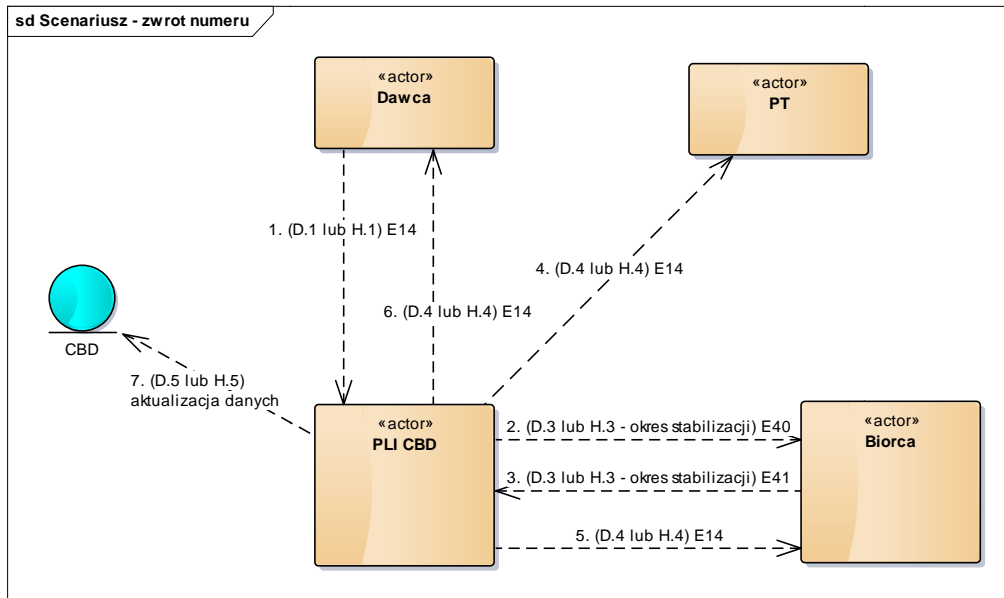 sd Scenariusz - zwrot numeru
«actor»
Dawca
«actor»
PT
1. (D.1 lub H.1) E14
4. (D.4 lub H.4) E14
6. (D.4 lub H.4) E14
CBD
7. (D.5 lub H.5)
aktualizacja danych
«actor»
PLI CBD
2. (D.3 lub H.3 - okres stabilizacji) E40
«actor»
Biorca
3. (D.3 lub H.3 - okres stabilizacji) E41
5. (D.4 lub H.4) E14